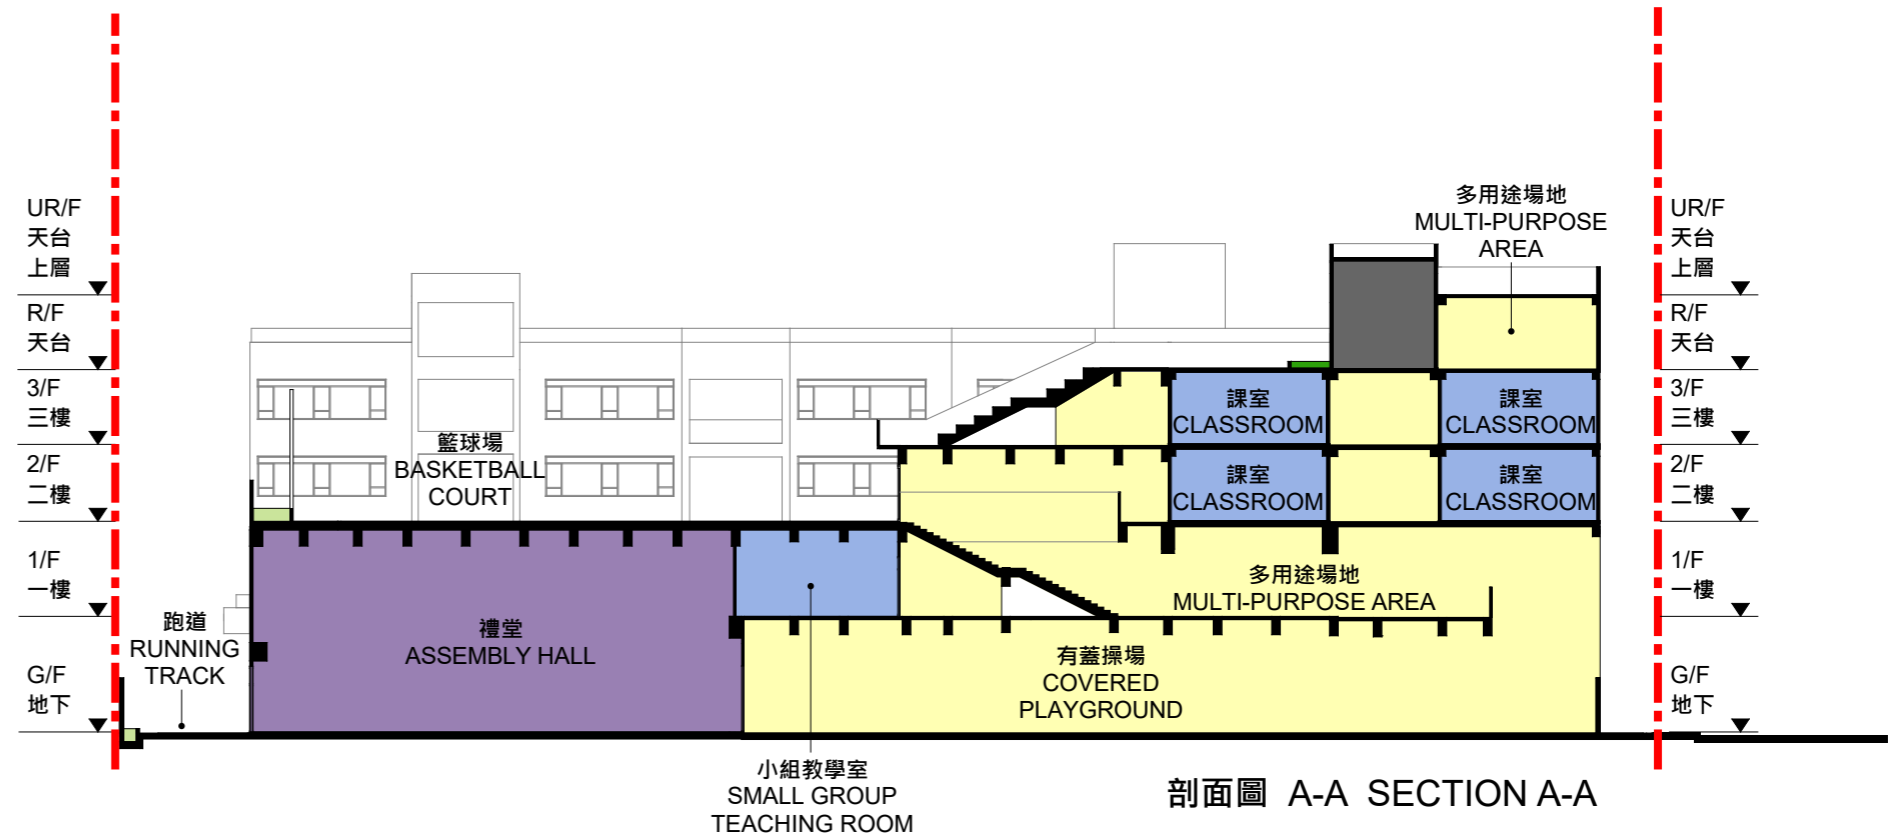 UR/F
天台
上層
R/F
天台
3/F
三樓
2/F
二樓
1/F
一樓
G/F
地下
跑道
RUNNING
TRACK
籃球場
BASKETBALL
COURT
禮堂
ASSEMBLY HALL
小組教學室
SMALL GROUP
TEACHING ROOM
多用途場地
MULTI-PURPOSE
AREA
課室
CLASSROOM
課室
CLASSROOM
課室
CLASSROOM
課室
CLASSROOM
多用途場地
MULTI-PURPOSE AREA
有蓋操場
COVERED
PLAYGROUND
UR/F
天台
上層
R/F
天台
3/F
三樓
2/F
二樓
1/F
一樓
G/F
地下
剖面圖 A-A SECTION A-A